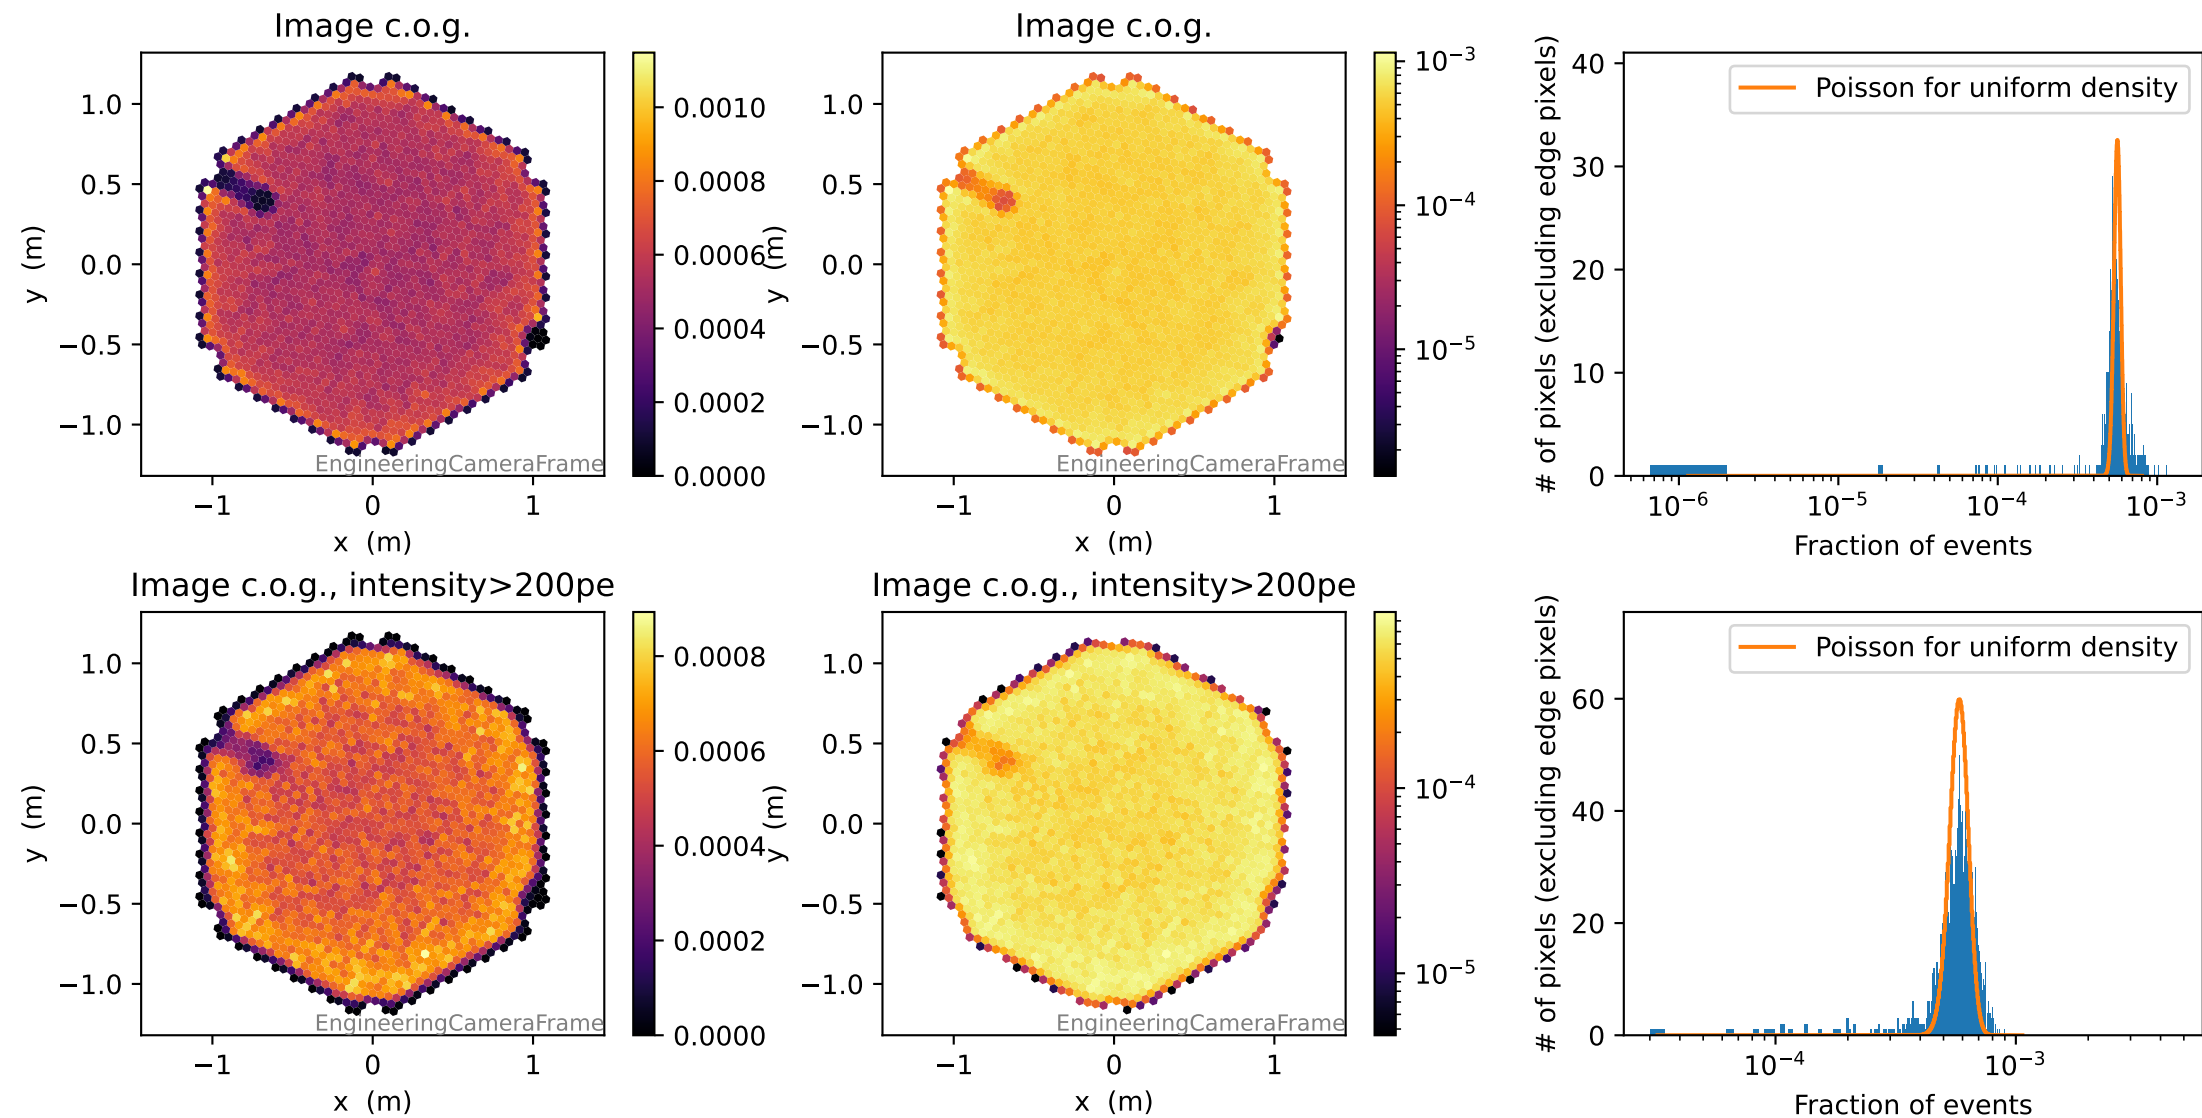 Image c.o.g.
1.0
0.5
0.0
−0.5
−1.0
y (m)
−1
0
1
x (m)
EngineeringCameraFrame
0.0010
0.0008
0.0006
0.0004
0.0002
0.0000
Image c.o.g.
1.0
0.5
0.0
−0.5
−1.0
y (m)
−1
0
1
x (m)
EngineeringCameraFrame
10⁻³
10⁻⁴
10⁻⁵
# of pixels (excluding edge pixels)
40
30
20
10
0
Poisson for uniform density
10⁻⁶
10⁻⁵
10⁻⁴
10⁻³
Fraction of events
Image c.o.g., intensity>200pe
1.0
0.5
0.0
−0.5
−1.0
y (m)
−1
0
1
x (m)
EngineeringCameraFrame
0.0008
0.0006
0.0004
0.0002
0.0000
Image c.o.g., intensity>200pe
1.0
0.5
0.0
−0.5
−1.0
y (m)
−1
0
1
x (m)
EngineeringCameraFrame
10⁻⁴
10⁻⁵
# of pixels (excluding edge pixels)
60
40
20
0
Poisson for uniform density
10⁻⁴
10⁻³
Fraction of events